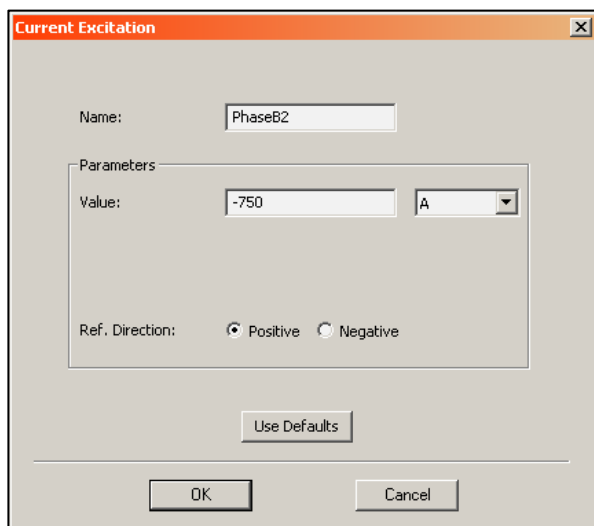 Current Excitation
Name: PhaseB2
Parameters
Value: -750 A
Ref. Direction: Positive Negative
Use Defaults
OK Cancel